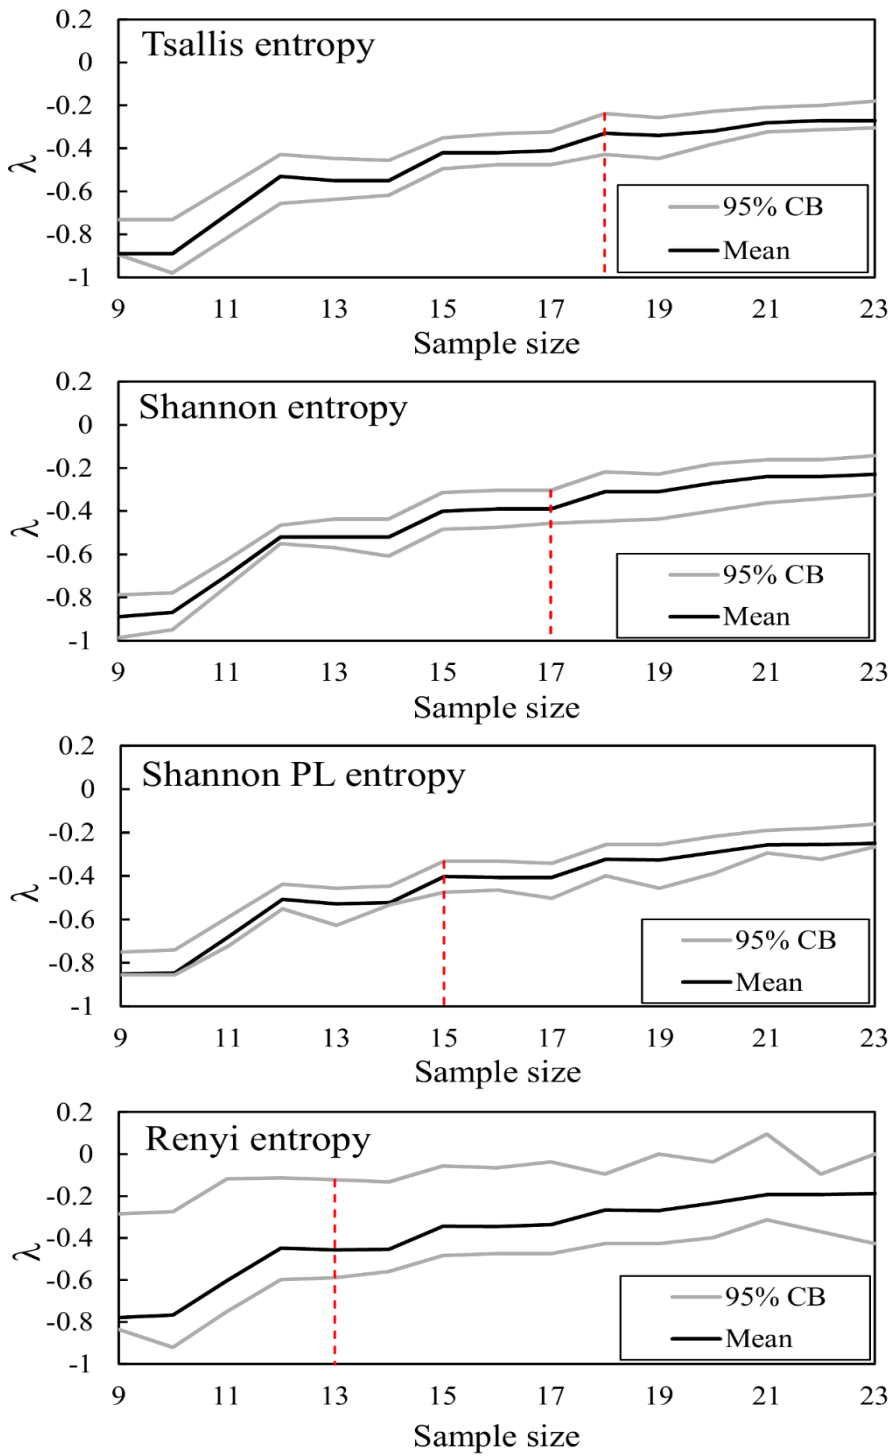 Tsallis entropy
0.2
0
-0.2
-0.4
-0.6
-0.8
-1
λ
95% CB
Mean
9 11 13 15 17 19 21 23
Sample size
Shannon entropy
0.2
0
-0.2
-0.4
-0.6
-0.8
-1
λ
95% CB
Mean
9 11 13 15 17 19 21 23
Sample size
Shannon PL entropy
0.2
0
-0.2
-0.4
-0.6
-0.8
-1
λ
95% CB
Mean
9 11 13 15 17 19 21 23
Sample size
Renyi entropy
0.2
0
-0.2
-0.4
-0.6
-0.8
-1
λ
95% CB
Mean
9 11 13 15 17 19 21 23
Sample size